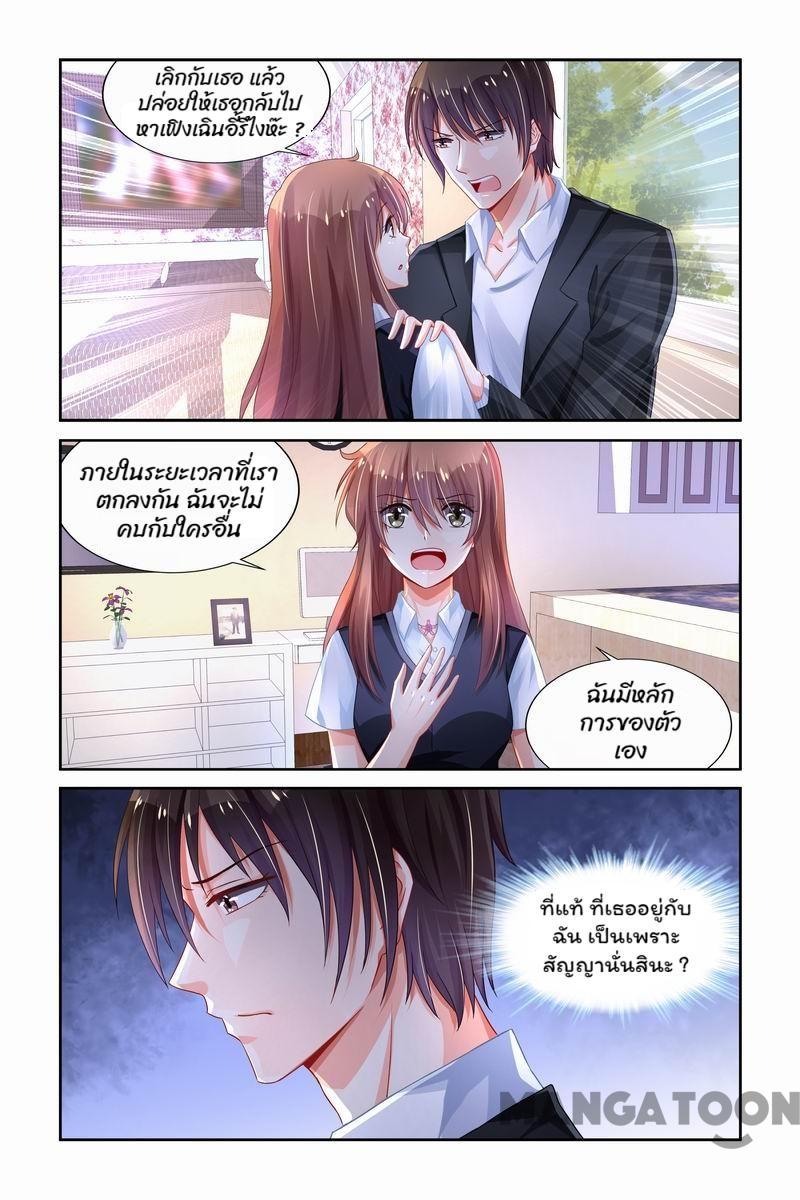 เลิกกับเธอ แล้ว
ปล่อยให้เธอกลับไป
หาเฟิงเฉินอี้รึไงห๊ะ ?
ภายในระยะเวลาที่เรา
ตกลงกัน ฉันจะไม่
คบกับใครอื่น
ฉันมีหลัก
การของตัว
เอง
ที่แท้ ที่เธออยู่กับ
ฉัน เป็นเพราะ
สัญญานั่นสินะ ?
MANGATOON